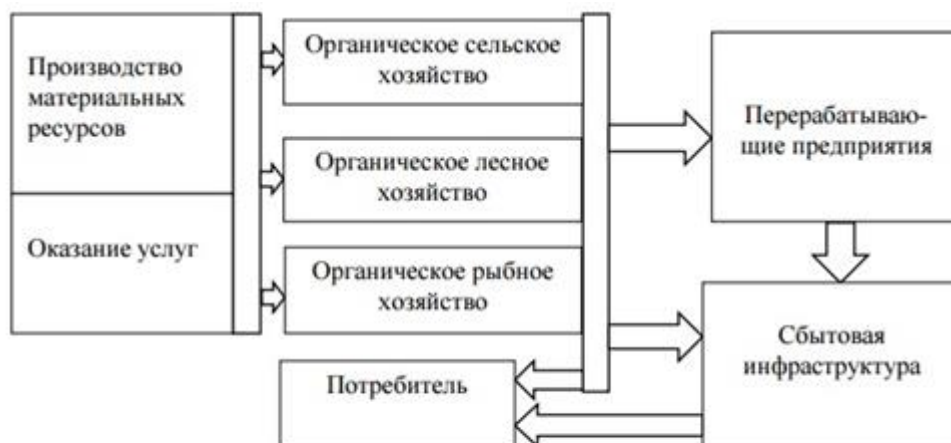 Производство
материальных
ресурсов
Оказание услуг
Органическое сельское
хозяйство
Органическое лесное
хозяйство
Органическое рыбное
хозяйство
Потребитель
Перерабатываю-
щие предприятия
Сбытовая
инфраструктура